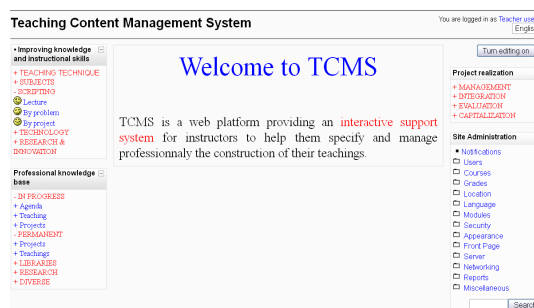 Teaching Content Management System
You are logged in as Teacher use
Englis
• Improving knowledge
and instructional skills
+ TEACHING TECHNIQUE
+ SUBJECTS
- SCRIPTING
Lecture
By problem
By project
+ TECHNOLOGY
+ RESEARCH &
INNOVATION
Professional knowledge
base
- IN PROGRESS
+ Agenda
+ Teaching
+ Projects
- PERMANENT
+ Projects
+ Teachings
+ LIBRARIES
+ RESEARCH
+ DIVERSE
Welcome to TCMS
TCMS is a web platform providing an interactive support
system for instructors to help them specify and manage
professionnaly the construction of their teachings.
Turn editing on
Project realization
+ MANAGEMENT
+ INTEGRATION
+ EVALUATION
+ CAPITALIZATION
Site Administration
Notifications
Users
Courses
Grades
Location
Language
Modules
Security
Appearance
Front Page
Server
Networking
Reports
Miscellaneous
Search